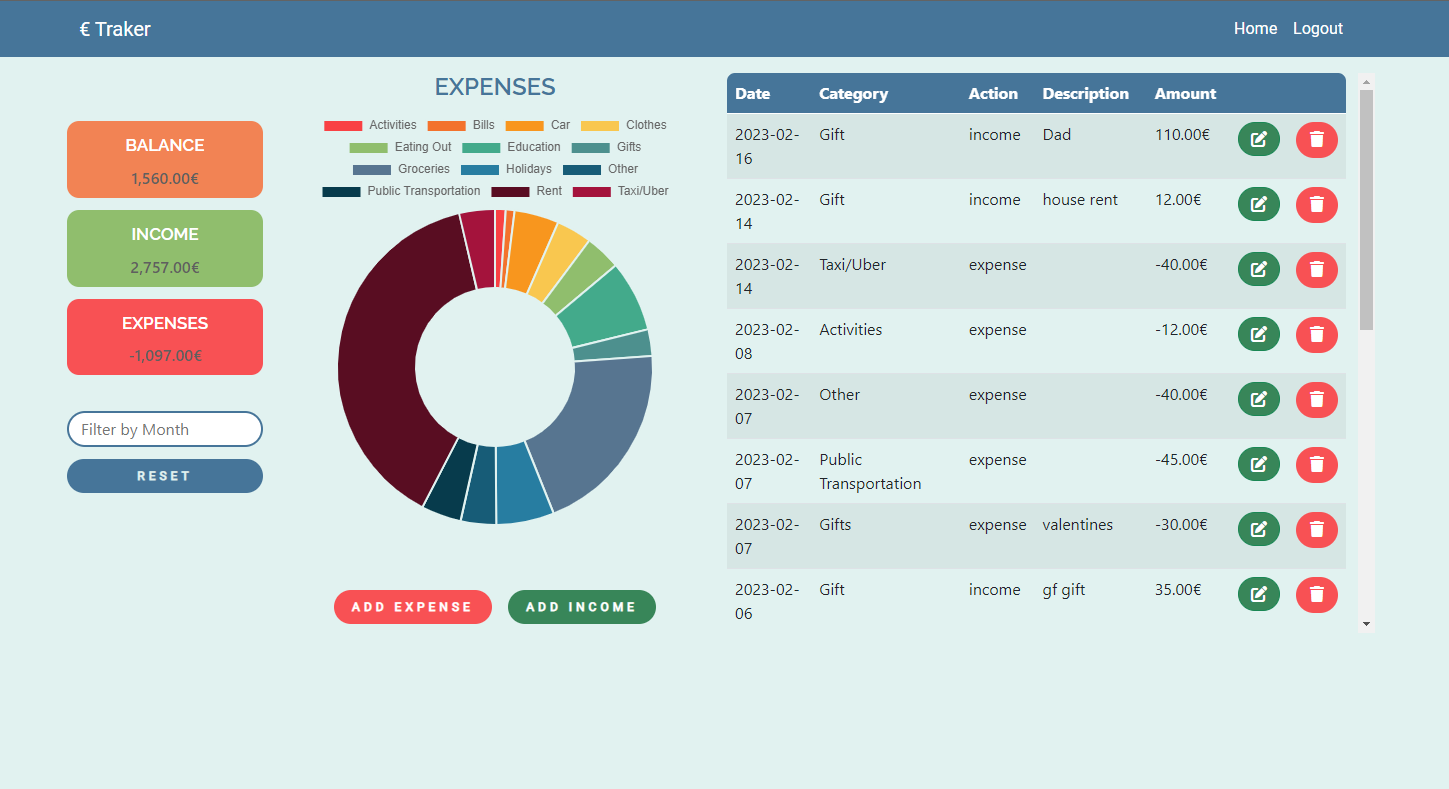 € Traker
Home Logout
BALANCE
1,560.00€
INCOME
2,757.00€
EXPENSES
-1,097.00€
Filter by Month
RESET
EXPENSES
Activities Bills Car Clothes
Eating Out Education Gifts
Groceries Holidays Other
Public Transportation Rent Taxi/Uber
ADD EXPENSE ADD INCOME
Date Category Action Description Amount
2023-02- Gift income Dad 110.00€
16
2023-02- Gift income house rent 12.00€
14
2023-02- Taxi/Uber expense -40.00€
14
2023-02- Activities expense -12.00€
08
2023-02- Other expense -40.00€
07
2023-02- Public expense -45.00€
07 Transportation
2023-02- Gifts expense valentines -30.00€
07
2023-02- Gift income gf gift 35.00€
06